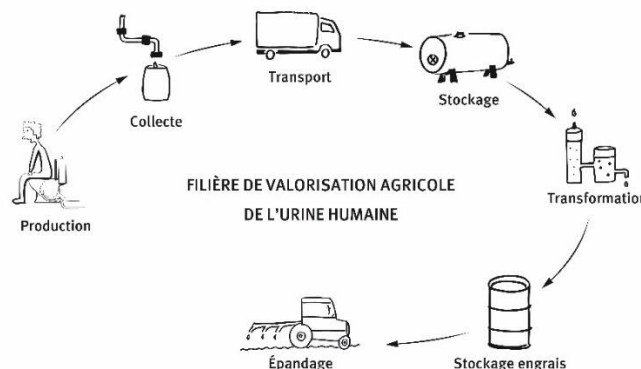 Transport
Collecte
Stockage
Transformation
FILIÈRE DE VALORISATION AGRICOLE
DE L'URINE HUMAINE
Production
Épandage
Stockage engrais